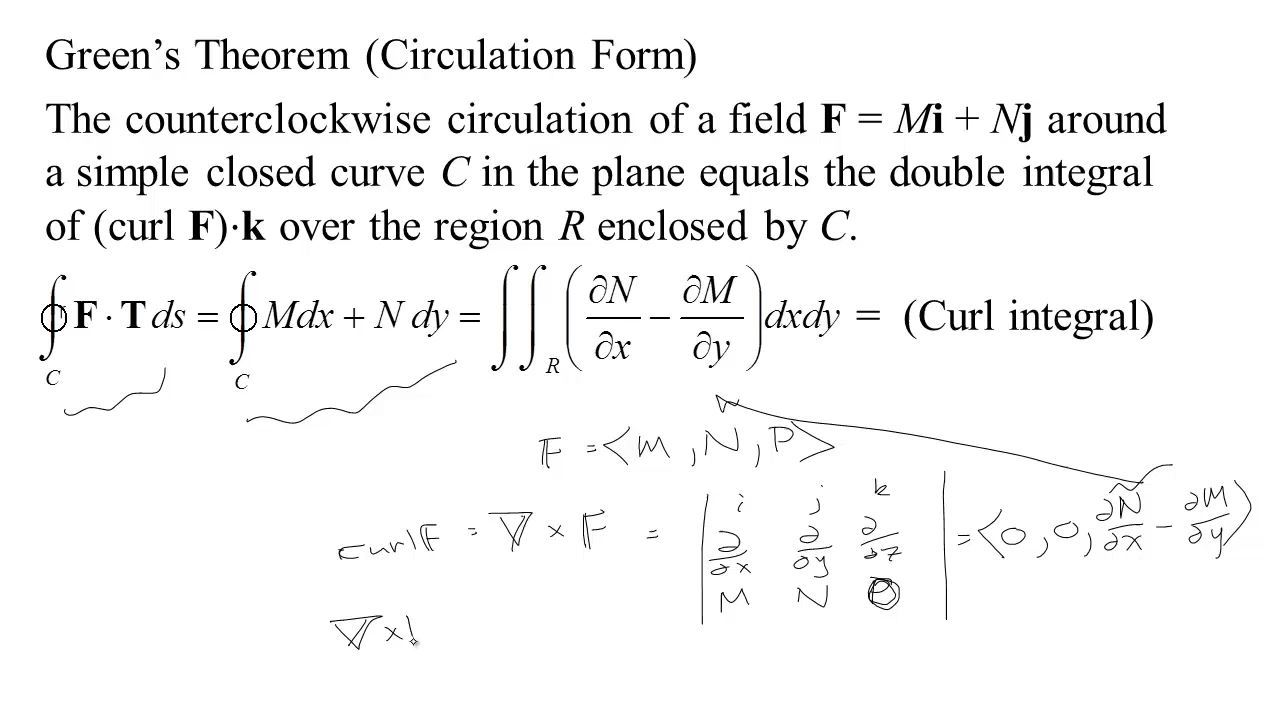 Green’s Theorem (Circulation Form)
The counterclockwise circulation of a field F = Mi + Nj around
a simple closed curve C in the plane equals the double integral
of (curl F)·k over the region R enclosed by C.
∮_C F · T ds = ∮_C Mdx + N dy = ∬_R (∂N/∂x − ∂M/∂y) dxdy = (Curl integral)
F = <M, N, P>
i j k
curl F = ∇ × F = | ∂/∂x ∂/∂y ∂/∂z | = <0, 0, ∂N/∂x − ∂M/∂y>
M N
∇ ×